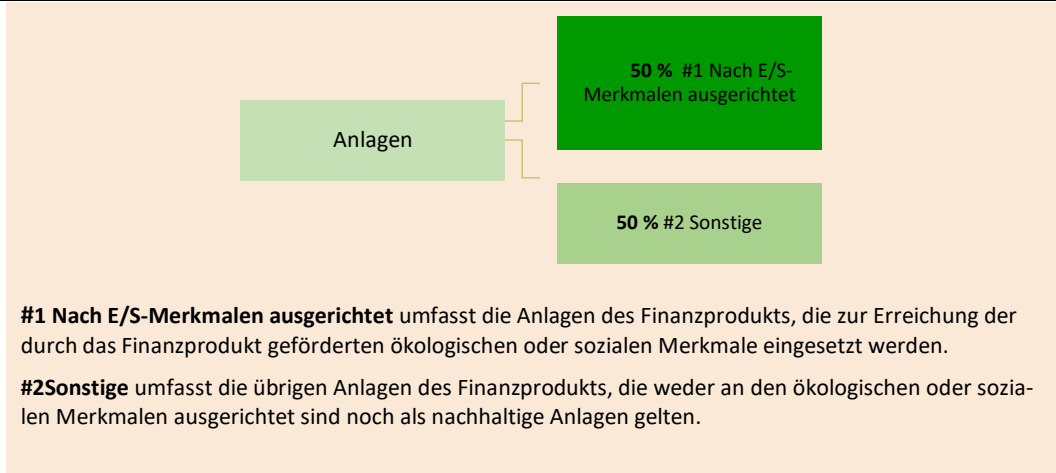 50 % #1 Nach E/S-
Merkmalen ausgerichtet
Anlagen
50 % #2 Sonstige
#1 Nach E/S-Merkmalen ausgerichtet umfasst die Anlagen des Finanzprodukts, die zur Erreichung der
durch das Finanzprodukt geförderten ökologischen oder sozialen Merkmale eingesetzt werden.
#2Sonstige umfasst die übrigen Anlagen des Finanzprodukts, die weder an den ökologischen oder sozia-
len Merkmalen ausgerichtet sind noch als nachhaltige Anlagen gelten.